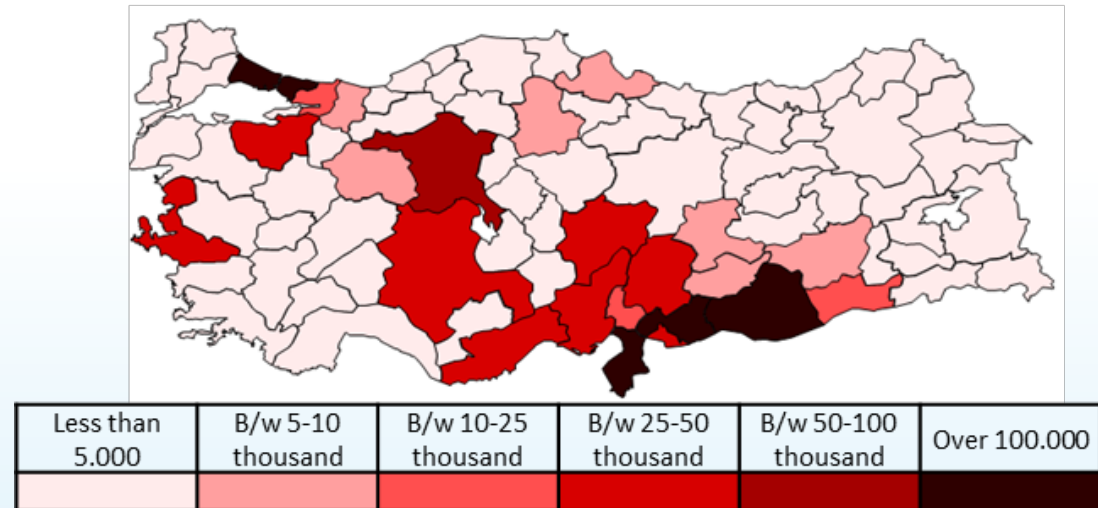 Less than
5.000
B/w 5-10
thousand
B/w 10-25
thousand
B/w 25-50
thousand
B/w 50-100
thousand
Over 100.000